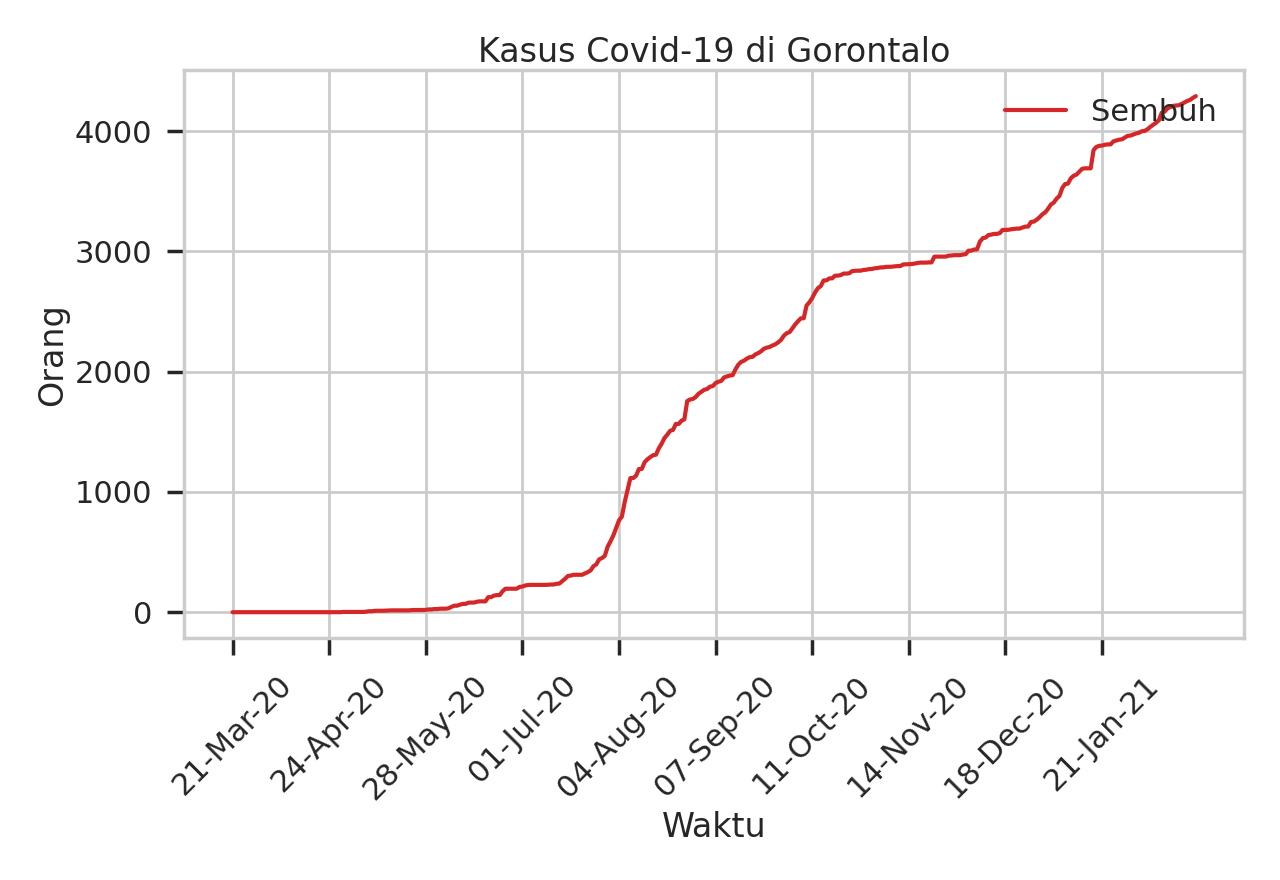 Kasus Covid-19 di Gorontalo
Sembuh
Orang
4000
3000
2000
1000
0
21-Mar-20
24-Apr-20
28-May-20
01-Jul-20
04-Aug-20
07-Sep-20
11-Oct-20
14-Nov-20
18-Dec-20
21-Jan-21
Waktu